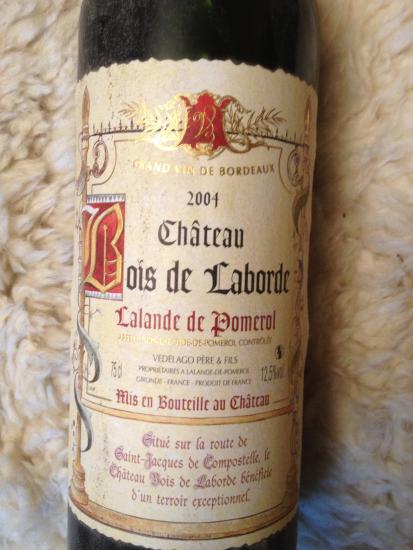 GRAND VIN DE BORDEAUX
2004
Château
Bois de Laborde
Lalande de Pomerol
APPELLATION LALANDE-DE-POMEROL CONTRÔLÉE
VEDELAGO PÈRE & FILS
75cl PROPRIÉTAIRES A LALANDE-DE-POMEROL 12,5%vol
GIRONDE - FRANCE - PRODUIT DE FRANCE
Mis en Bouteille au Château
Situé sur la route de
Saint-Jacques de Compostelle, le
Château Bois de Laborde bénéficie
d'un terroir exceptionnel.